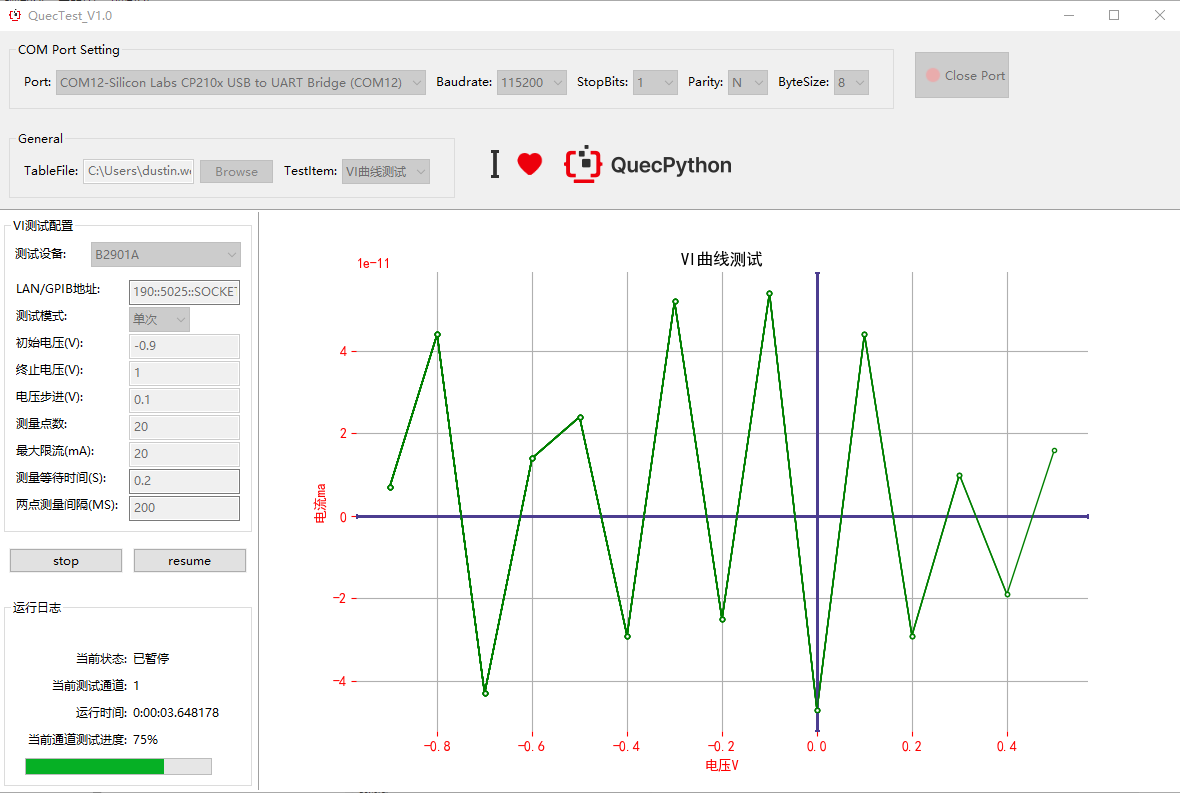 QuecTest_V1.0
COM Port Setting
Port: COM12-Silicon Labs CP210x USB to UART Bridge (COM12) Baudrate: 115200 StopBits: 1 Parity: N ByteSize: 8 Close Port
General
TableFile: C:\Users\dustin.w Browse TestItem: VI曲线测试
I QuecPython
VI测试配置
测试设备: B2901A
LAN/GPIB地址: 190::5025::SOCKET
测试模式: 单次
初始电压(V): -0.9
终止电压(V): 1
电压步进(V): 0.1
测量点数: 20
最大限流(mA): 20
测量等待时间(S): 0.2
两点测量间隔(MS): 200
stop resume
运行日志
当前状态: 已暂停
当前测试通道: 1
运行时间: 0:00:03.648178
当前通道测试进度: 75%
VI曲线测试
1e-11
4
2
0
-2
-4
电流ma
-0.8 -0.6 -0.4 -0.2 0.0 0.2 0.4
电压V